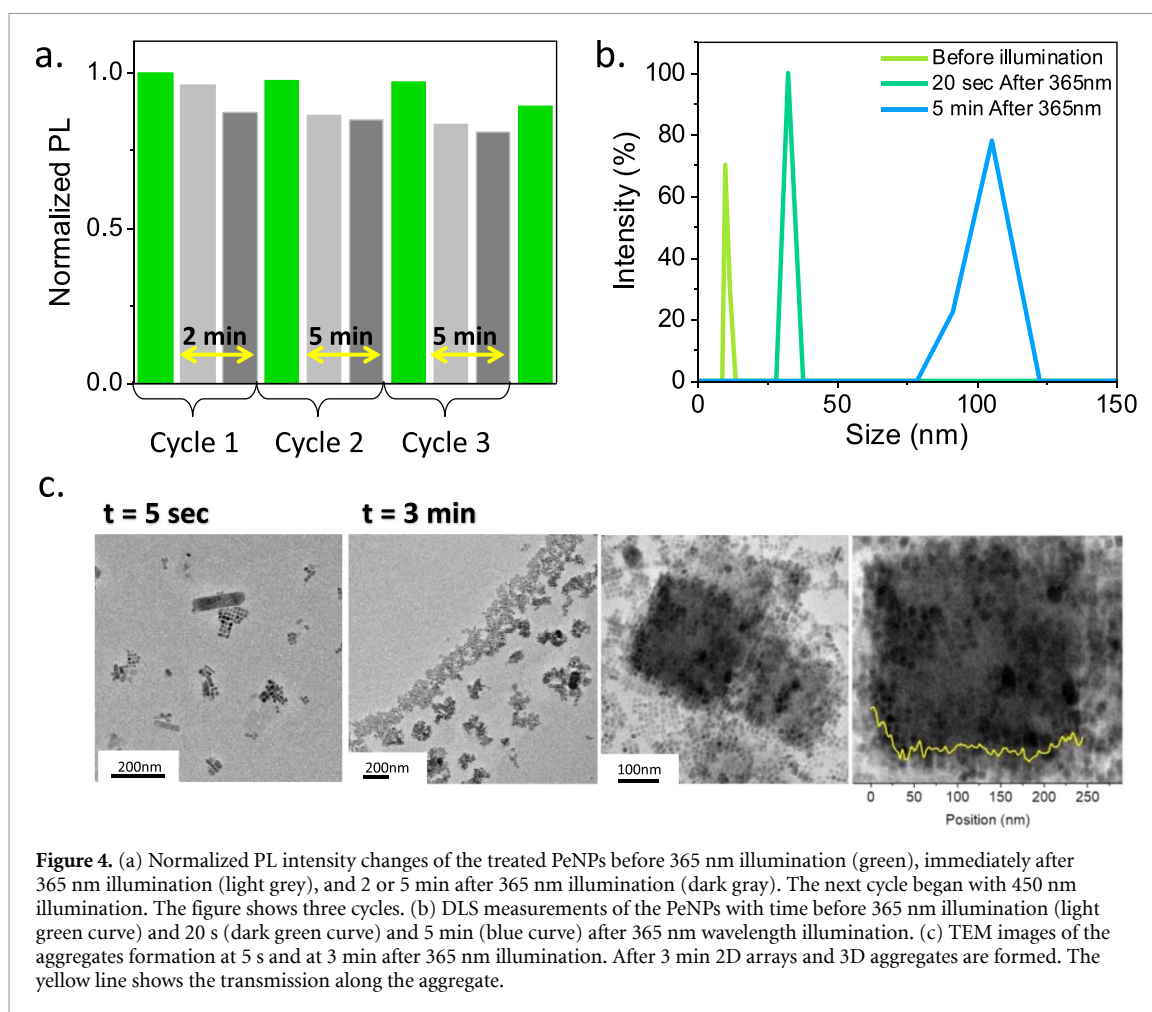 a.
Normalized PL
1.0
0.5
0.0
2 min
5 min
5 min
Cycle 1
Cycle 2
Cycle 3
b.
Intensity (%)
100
80
60
40
20
0
Before illumination
20 sec After 365nm
5 min After 365nm
0
50
100
150
Size (nm)
c.
t = 5 sec
t = 3 min
200nm
200nm
100nm
0 50 100 150 200 250
Position (nm)
Figure 4. (a) Normalized PL intensity changes of the treated PeNPs before 365 nm illumination (green), immediately after
365 nm illumination (light grey), and 2 or 5 min after 365 nm illumination (dark gray). The next cycle began with 450 nm
illumination. The figure shows three cycles. (b) DLS measurements of the PeNPs with time before 365 nm illumination (light
green curve) and 20 s (dark green curve) and 5 min (blue curve) after 365 nm wavelength illumination. (c) TEM images of the
aggregates formation at 5 s and at 3 min after 365 nm illumination. After 3 min 2D arrays and 3D aggregates are formed. The
yellow line shows the transmission along the aggregate.